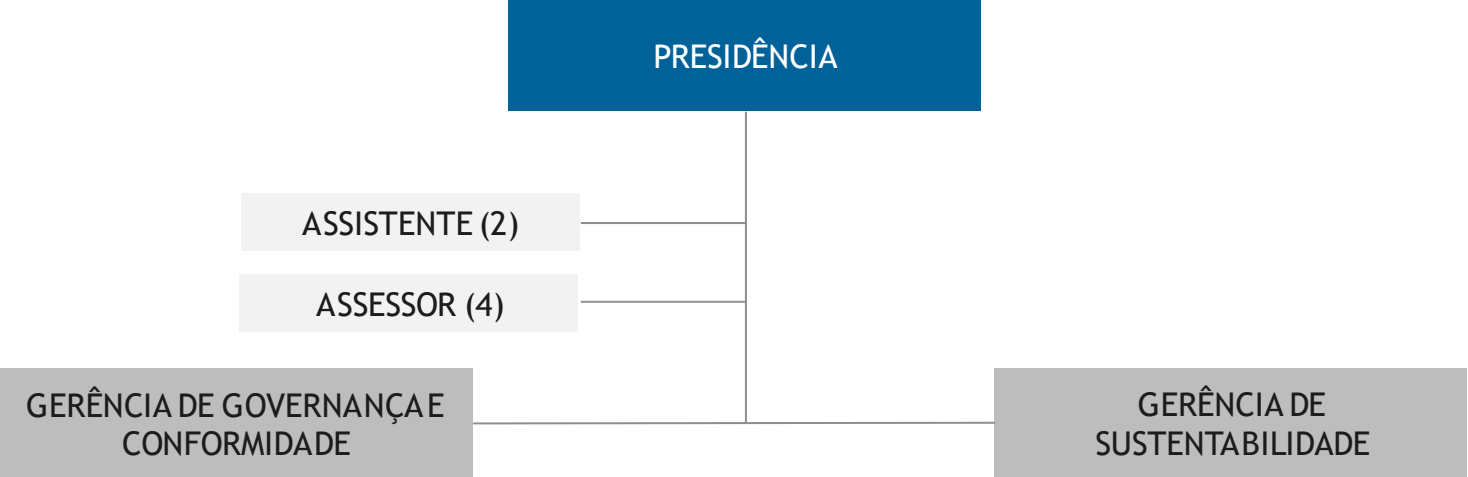 PRESIDÊNCIA
ASSISTENTE (2)
ASSESSOR (4)
GERÊNCIA DE GOVERNANÇA E
CONFORMIDADE
GERÊNCIA DE
SUSTENTABILIDADE